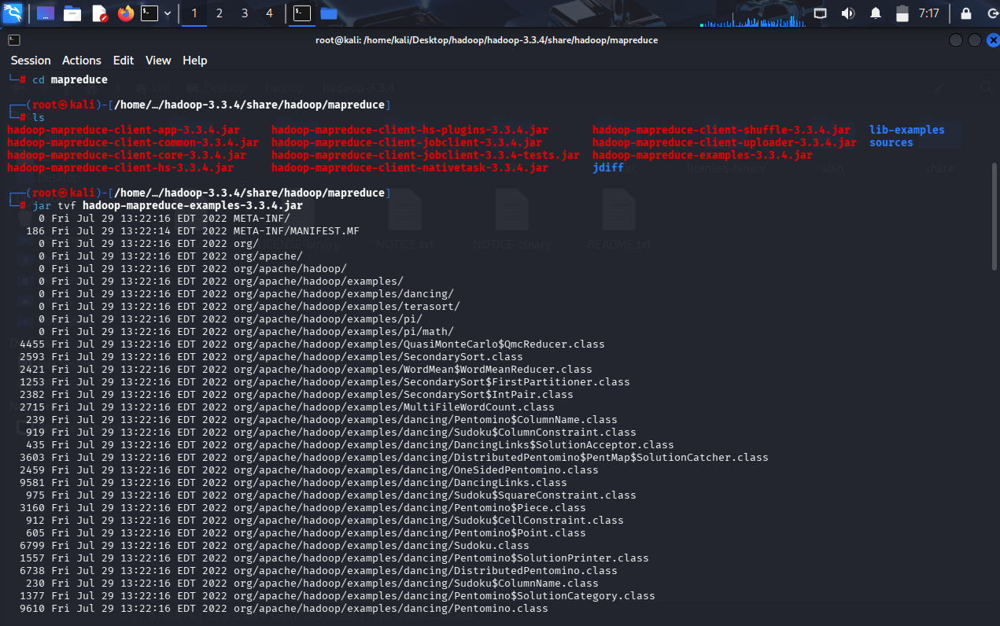 1 2 3 4 7:17
root@kali: /home/kali/Desktop/hadoop/hadoop-3.3.4/share/hadoop/mapreduce
Session Actions Edit View Help
└─# cd mapreduce
┌──(root㉿kali)-[/home/…/hadoop-3.3.4/share/hadoop/mapreduce]
└─# ls
hadoop-mapreduce-client-app-3.3.4.jar hadoop-mapreduce-client-hs-plugins-3.3.4.jar hadoop-mapreduce-client-shuffle-3.3.4.jar lib-examples
hadoop-mapreduce-client-common-3.3.4.jar hadoop-mapreduce-client-jobclient-3.3.4.jar hadoop-mapreduce-client-uploader-3.3.4.jar sources
hadoop-mapreduce-client-core-3.3.4.jar hadoop-mapreduce-client-jobclient-3.3.4-tests.jar hadoop-mapreduce-examples-3.3.4.jar
hadoop-mapreduce-client-hs-3.3.4.jar hadoop-mapreduce-client-nativetask-3.3.4.jar jdiff
┌──(root㉿kali)-[/home/…/hadoop-3.3.4/share/hadoop/mapreduce]
└─# jar tvf hadoop-mapreduce-examples-3.3.4.jar
0 Fri Jul 29 13:22:16 EDT 2022 META-INF/
186 Fri Jul 29 13:22:14 EDT 2022 META-INF/MANIFEST.MF
0 Fri Jul 29 13:22:16 EDT 2022 org/
0 Fri Jul 29 13:22:16 EDT 2022 org/apache/
0 Fri Jul 29 13:22:16 EDT 2022 org/apache/hadoop/
0 Fri Jul 29 13:22:16 EDT 2022 org/apache/hadoop/examples/
0 Fri Jul 29 13:22:16 EDT 2022 org/apache/hadoop/examples/dancing/
0 Fri Jul 29 13:22:16 EDT 2022 org/apache/hadoop/examples/terasort/
0 Fri Jul 29 13:22:16 EDT 2022 org/apache/hadoop/examples/pi/
0 Fri Jul 29 13:22:16 EDT 2022 org/apache/hadoop/examples/pi/math/
4455 Fri Jul 29 13:22:16 EDT 2022 org/apache/hadoop/examples/QuasiMonteCarlo$QmcReducer.class
2593 Fri Jul 29 13:22:16 EDT 2022 org/apache/hadoop/examples/SecondarySort.class
2421 Fri Jul 29 13:22:16 EDT 2022 org/apache/hadoop/examples/WordMean$WordMeanReducer.class
1253 Fri Jul 29 13:22:16 EDT 2022 org/apache/hadoop/examples/SecondarySort$FirstPartitioner.class
2382 Fri Jul 29 13:22:16 EDT 2022 org/apache/hadoop/examples/SecondarySort$IntPair.class
2715 Fri Jul 29 13:22:16 EDT 2022 org/apache/hadoop/examples/MultiFileWordCount.class
239 Fri Jul 29 13:22:16 EDT 2022 org/apache/hadoop/examples/dancing/Pentomino$ColumnName.class
919 Fri Jul 29 13:22:16 EDT 2022 org/apache/hadoop/examples/dancing/Sudoku$ColumnConstraint.class
435 Fri Jul 29 13:22:16 EDT 2022 org/apache/hadoop/examples/dancing/DancingLinks$SolutionAcceptor.class
3603 Fri Jul 29 13:22:16 EDT 2022 org/apache/hadoop/examples/dancing/DistributedPentomino$PentMap$SolutionCatcher.class
2459 Fri Jul 29 13:22:16 EDT 2022 org/apache/hadoop/examples/dancing/OneSidedPentomino.class
9581 Fri Jul 29 13:22:16 EDT 2022 org/apache/hadoop/examples/dancing/DancingLinks.class
975 Fri Jul 29 13:22:16 EDT 2022 org/apache/hadoop/examples/dancing/Sudoku$SquareConstraint.class
3160 Fri Jul 29 13:22:16 EDT 2022 org/apache/hadoop/examples/dancing/Pentomino$Piece.class
912 Fri Jul 29 13:22:16 EDT 2022 org/apache/hadoop/examples/dancing/Sudoku$CellConstraint.class
605 Fri Jul 29 13:22:16 EDT 2022 org/apache/hadoop/examples/dancing/Pentomino$Point.class
6799 Fri Jul 29 13:22:16 EDT 2022 org/apache/hadoop/examples/dancing/Sudoku.class
1557 Fri Jul 29 13:22:16 EDT 2022 org/apache/hadoop/examples/dancing/Pentomino$SolutionPrinter.class
6738 Fri Jul 29 13:22:16 EDT 2022 org/apache/hadoop/examples/dancing/DistributedPentomino.class
230 Fri Jul 29 13:22:16 EDT 2022 org/apache/hadoop/examples/dancing/Sudoku$ColumnName.class
1377 Fri Jul 29 13:22:16 EDT 2022 org/apache/hadoop/examples/dancing/Pentomino$SolutionCategory.class
9610 Fri Jul 29 13:22:16 EDT 2022 org/apache/hadoop/examples/dancing/Pentomino.class